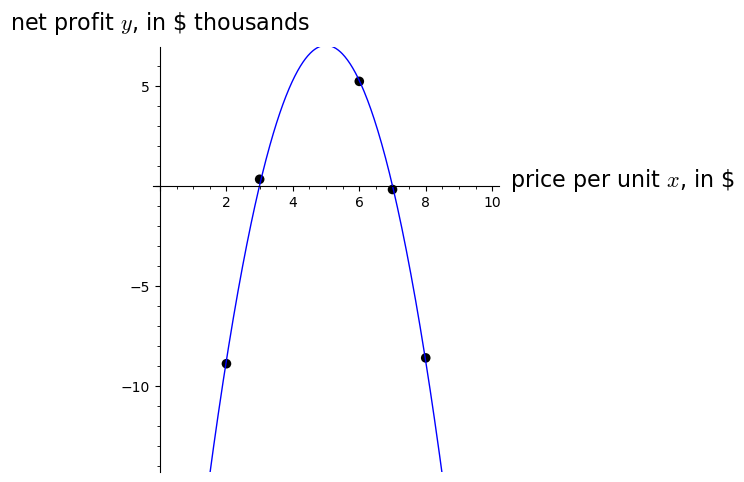 net profit y, in $ thousands
5
price per unit x, in $
2 4 6 8 10
−5
−10